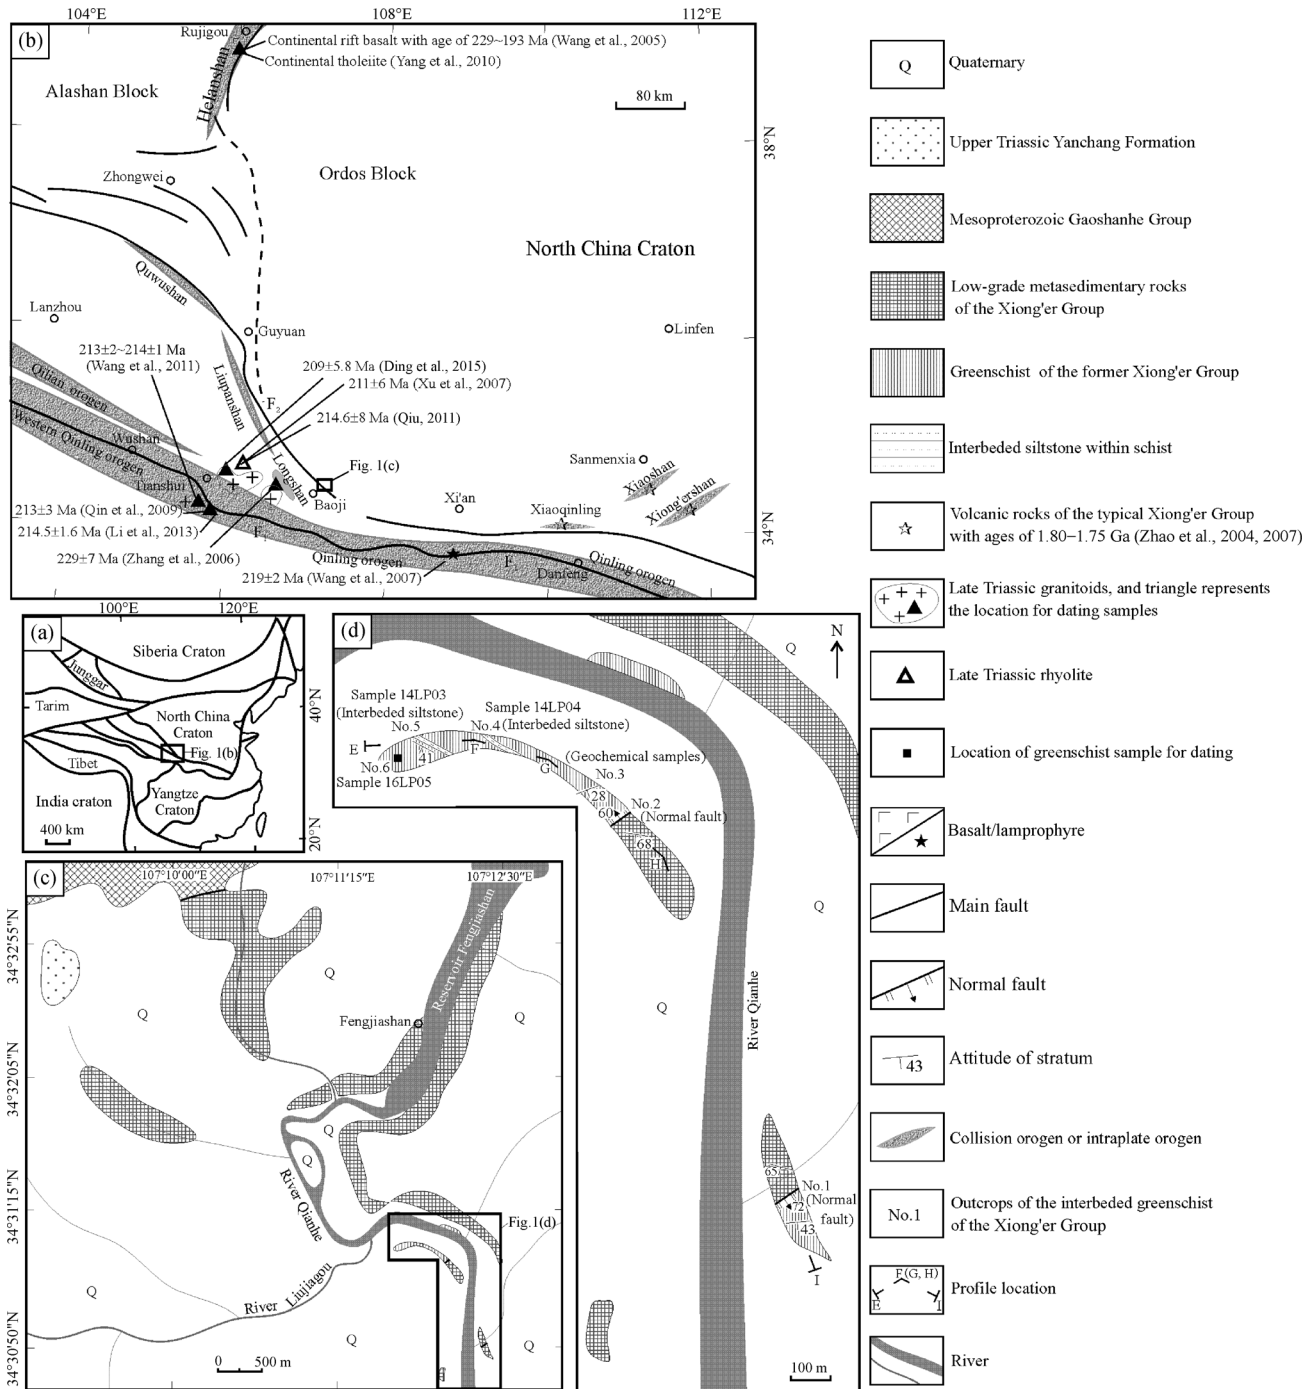 104°E
108°E
112°E
(b)
Rujigou
Continental rift basalt with age of 229~193 Ma (Wang et al., 2005)
Continental tholeiite (Yang et al., 2010)
Helanshan
Alashan Block
80 km
38°N
Zhongwei
Ordos Block
North China Craton
Quwushan
Lanzhou
Guyuan
Linfen
213±2~214±1 Ma
(Wang et al., 2011)
209±5.8 Ma (Ding et al., 2015)
211±6 Ma (Xu et al., 2007)
Qilian orogen
Liupanshan
F2
214.6±8 Ma (Qiu, 2011)
Western Qinling orogen
Wushan
Fig. 1(c)
Sanmenxia
Tianshui
Longshan
Baoji
Xi'an
Xiaoshan
Xiong'ershan
Xiaoqinling
213±3 Ma (Qin et al., 2009)
214.5±1.6 Ma (Li et al., 2013)
F1
34°N
229±7 Ma (Zhang et al., 2006)
Qinling orogen
F
Qinling orogen
219±2 Ma (Wang et al., 2007)
Danfeng
100°E
120°E
(a)
Siberia Craton
Junggar
Tarim
North China
Craton
40°N
Fig. 1(b)
Tibet
India craton
Yangtze
Craton
400 km
20°N
(d)
Q
N
Sample 14LP03
(Interbeded siltstone)
Sample 14LP04
(Interbeded siltstone)
No.5
No.4
E
F
41
G
(Geochemical samples)
No.6
Sample 16LP05
No.3
28
60
No.2
(Normal fault)
68
H
Q
Q
River Qianhe
65
No.1
(Normal
fault)
72
43
I
100 m
(c)
107°10'00"E
107°11'15"E
107°12'30"E
34°32'55"N
34°32'05"N
34°31'15"N
34°30'50"N
Q
Reservoir Fengjiashan
Q
Q
Fengjiashan
Q
Q
River Qianhe
Fig.1(d)
River
Liujiagou
Q
Q
Q
0
500 m
Q
Quaternary
Upper Triassic Yanchang Formation
Mesoproterozoic Gaoshanhe Group
Low-grade metasedimentary rocks
of the Xiong'er Group
Greenschist of the former Xiong'er Group
Interbeded siltstone within schist
Volcanic rocks of the typical Xiong'er Group
with ages of 1.80−1.75 Ga (Zhao et al., 2004, 2007)
Late Triassic granitoids, and triangle represents
the location for dating samples
Late Triassic rhyolite
Location of greenschist sample for dating
Basalt/lamprophyre
Main fault
Normal fault
43
Attitude of stratum
Collision orogen or intraplate orogen
No.1
Outcrops of the interbeded greenschist
of the Xiong'er Group
F(G, H)
E
I
Profile location
River